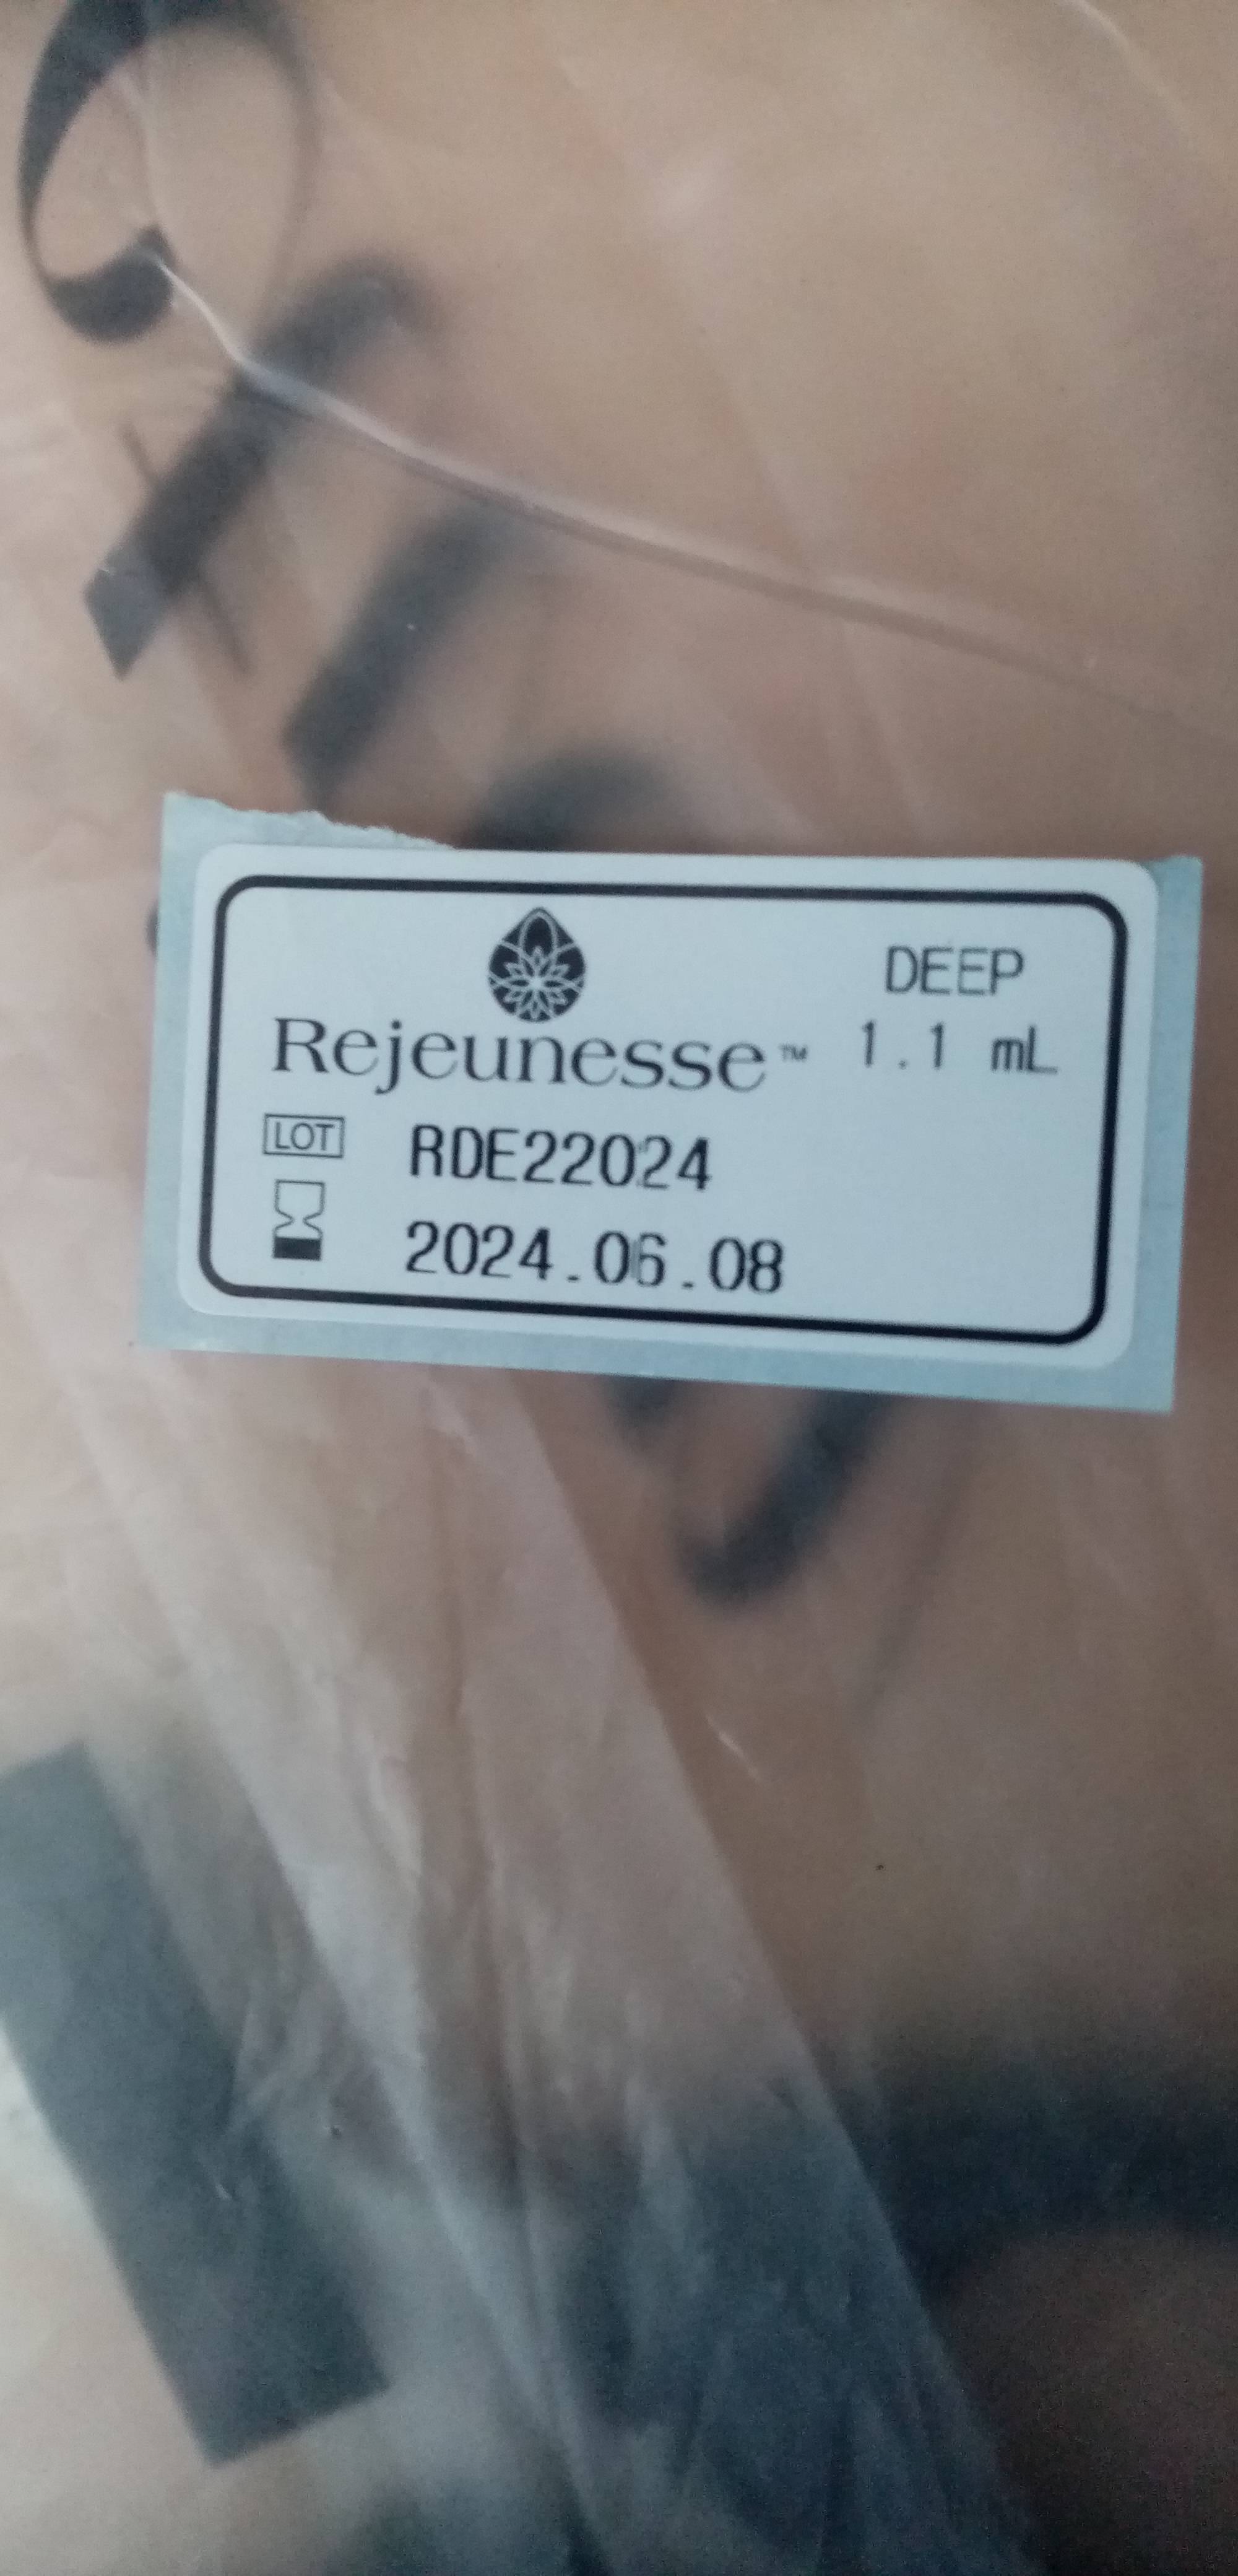 DEEP
Rejeunesse™ 1.1 mL
LOT RDE22024
2024.06.08